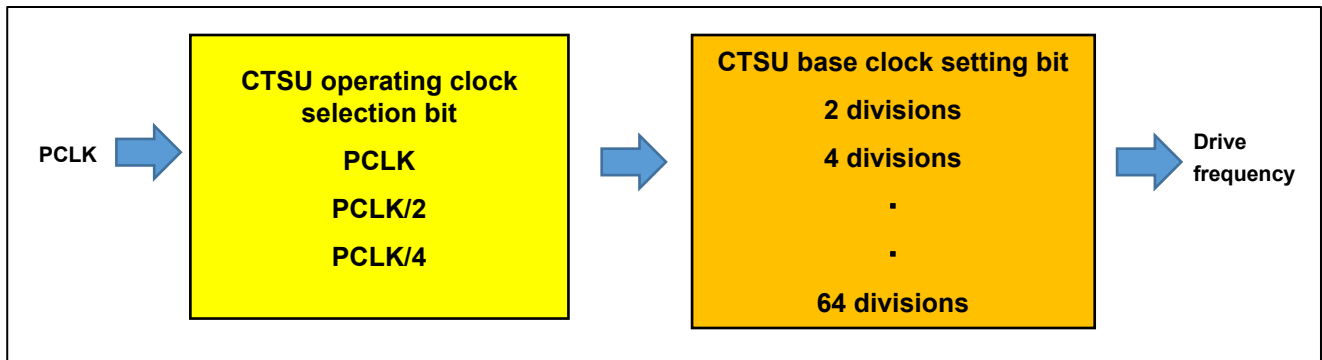 PCLK
CTSU operating clock
selection bit
PCLK
PCLK/2
PCLK/4
CTSU base clock setting bit
2 divisions
4 divisions
.
.
64 divisions
Drive
frequency